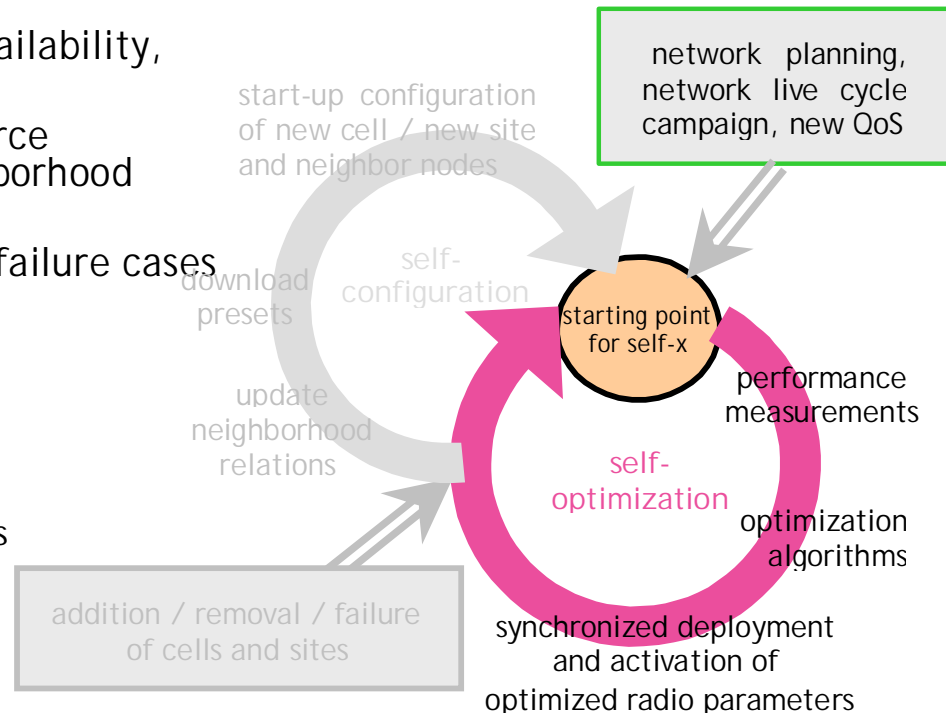 ailability,
rce
borhood
failure cases
s
network planning,
network live cycle
campaign, new QoS
start-up configuration
of new cell / new site
and neighbor nodes
self-
configuration
download
presets
update
neighborhood
relations
starting point
for self-x
performance
measurements
self-
optimization
optimization
algorithms
addition / removal / failure
of cells and sites
synchronized deployment
and activation of
optimized radio parameters